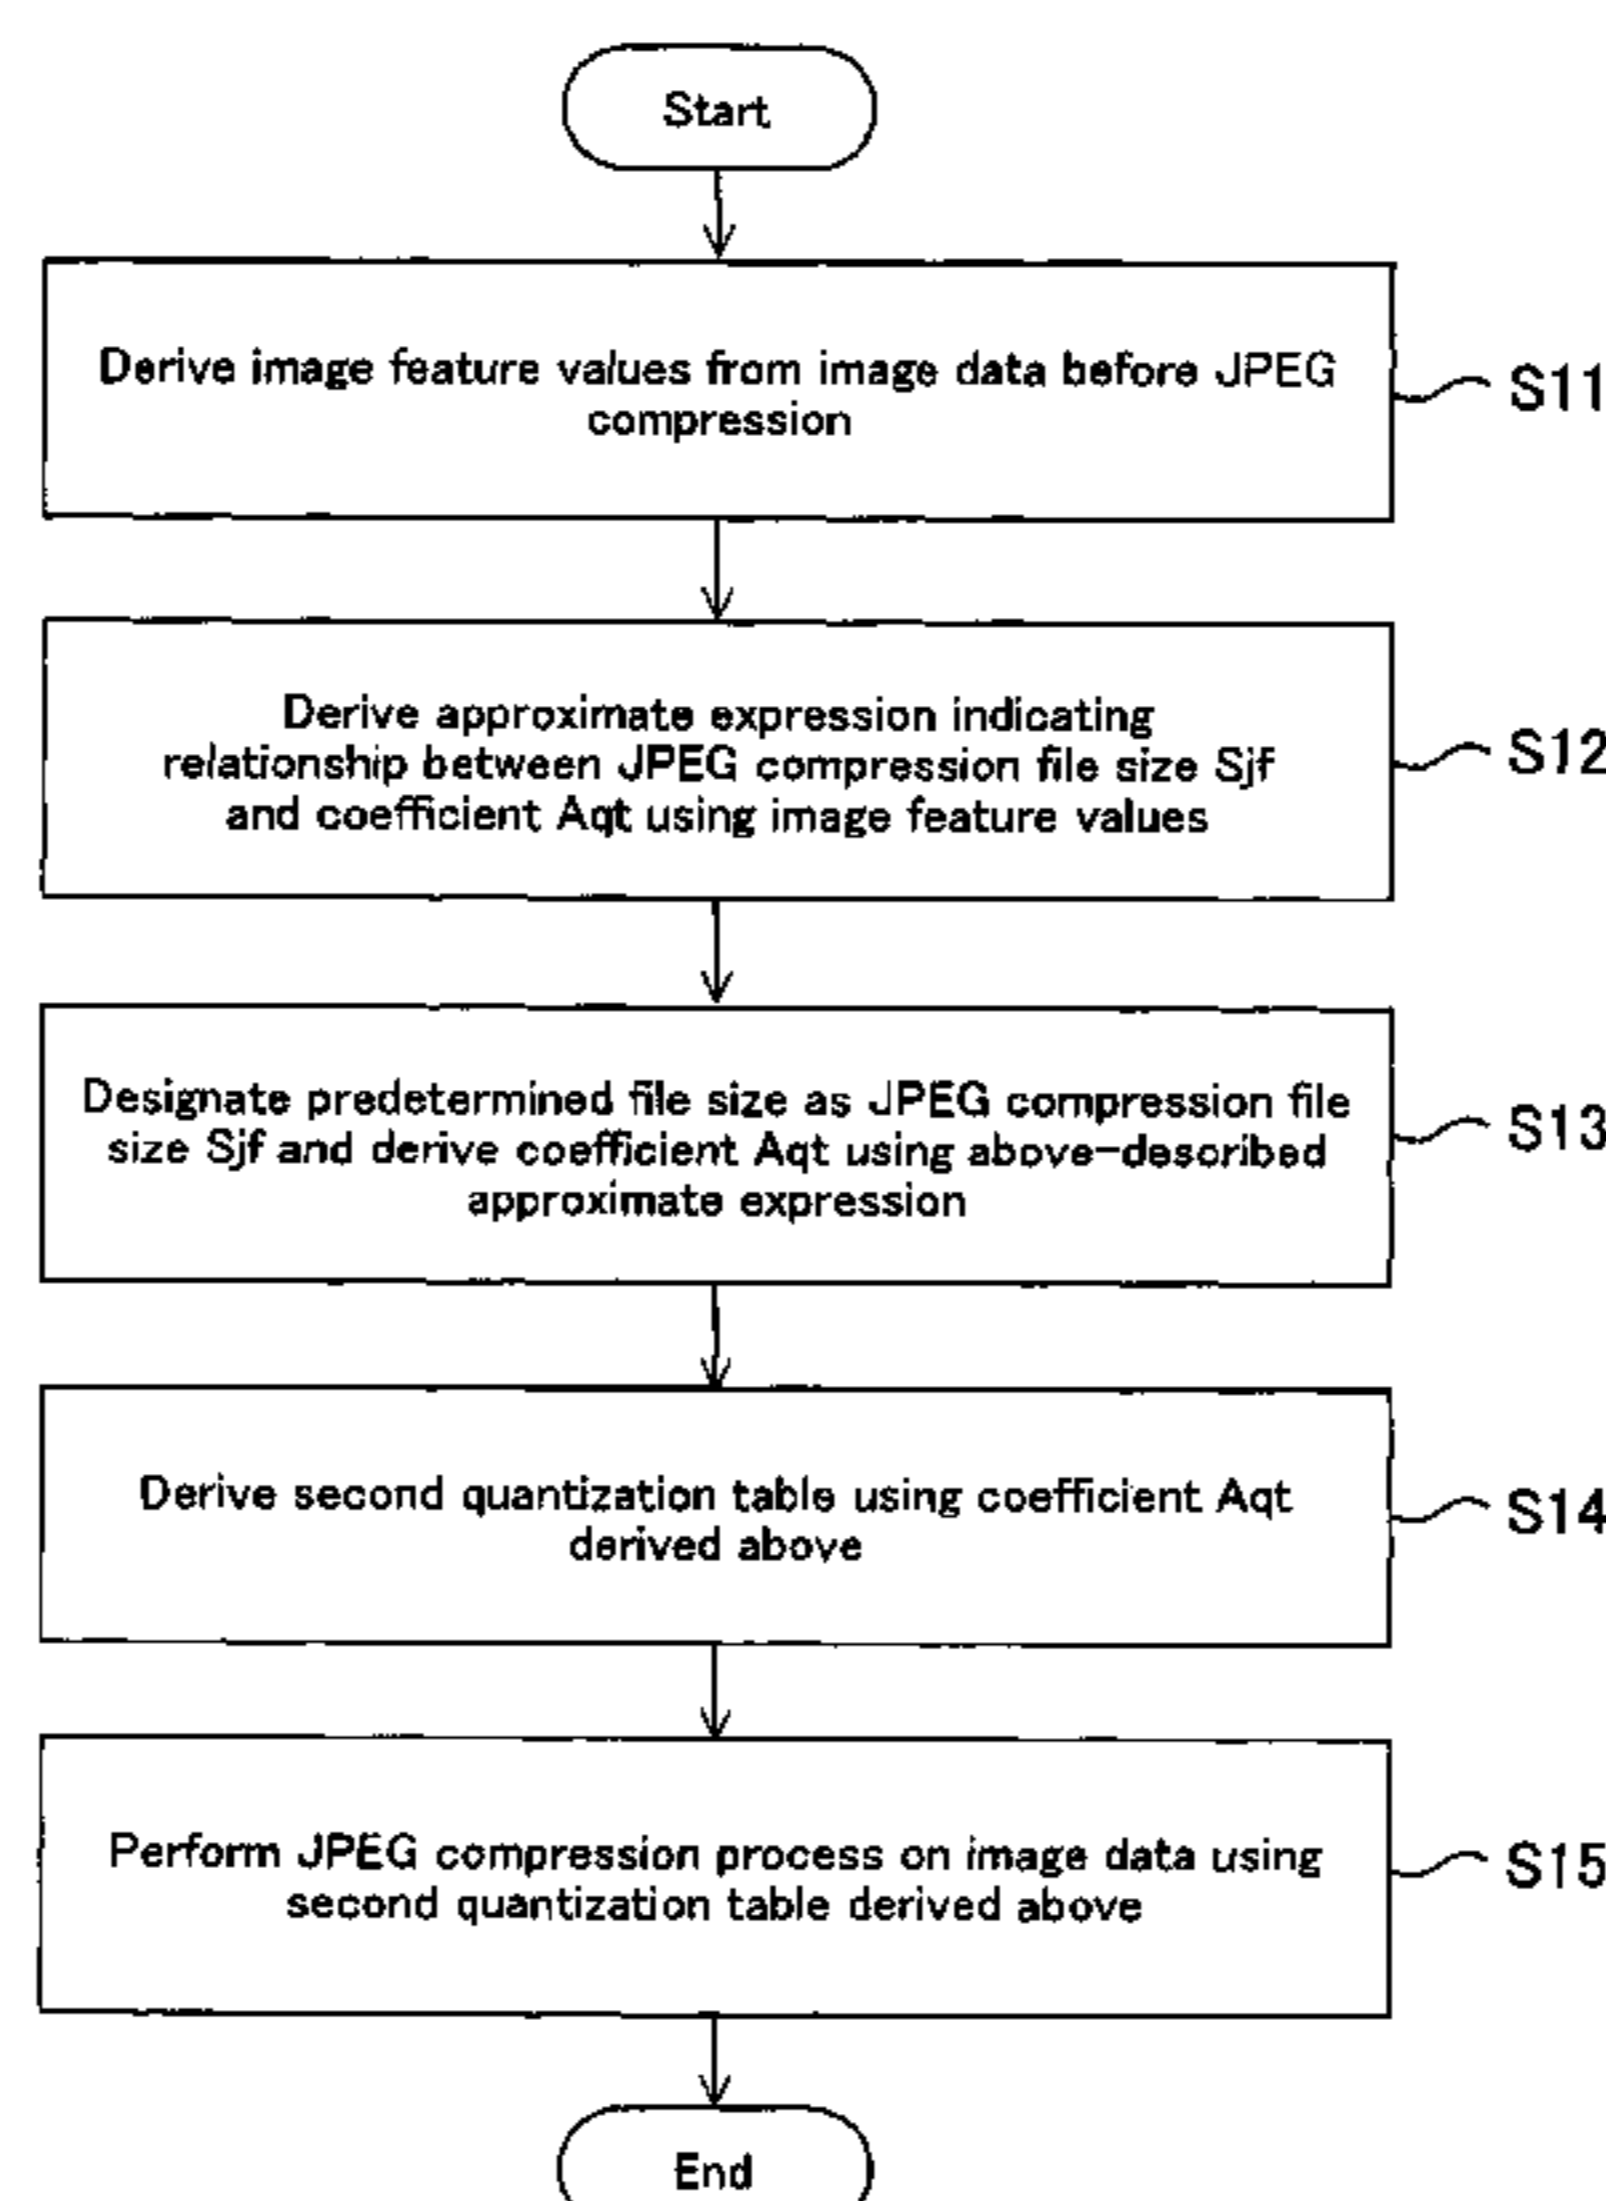 Start
Derive image feature values from image data before JPEG
compression
S11
Derive approximate expression indicating
relationship between JPEG compression file size Sjf
and coefficient Aqt using image feature values
S12
Designate predetermined file size as JPEG compression file
size Sjf and derive coefficient Aqt using above-described
approximate expression
S13
Derive second quantization table using coefficient Aqt
derived above
S14
Perform JPEG compression process on image data using
second quantization table derived above
S15
End